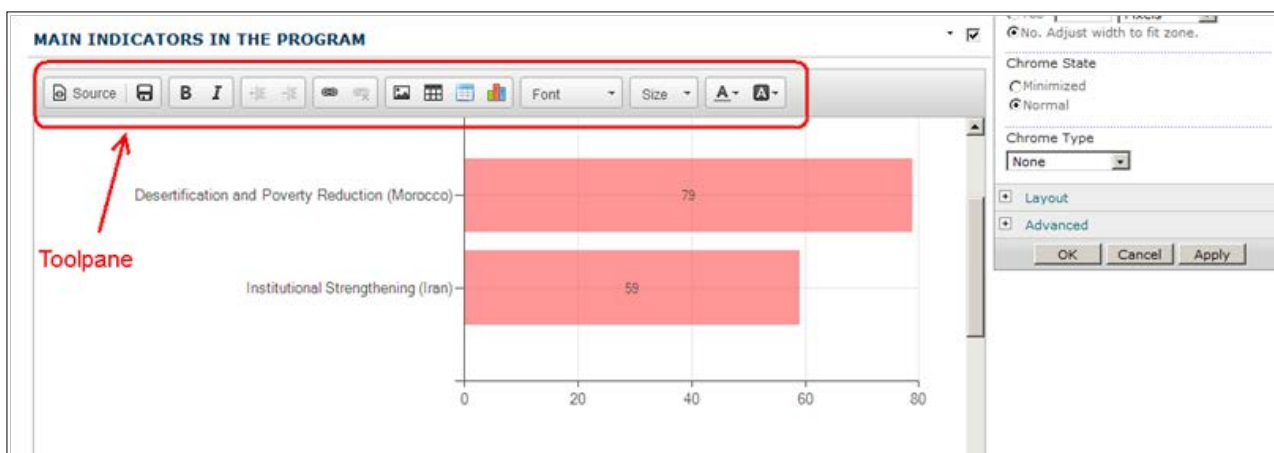 MAIN INDICATORS IN THE PROGRAM
Source B I Font Size A A
Desertification and Poverty Reduction (Morocco) 79
Toolpane
Institutional Strengthening (Iran) 59
0 20 40 60 80
No. Adjust width to fit zone.
Chrome State
Minimized
Normal
Chrome Type
None
Layout
Advanced
OK Cancel Apply